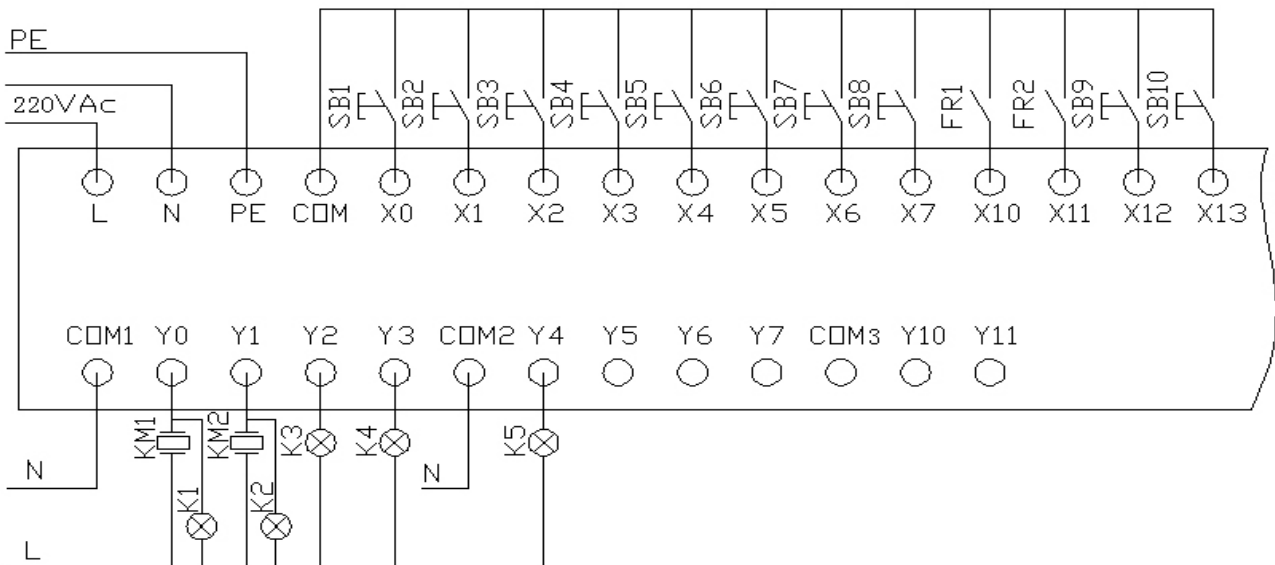 PE
220VAc
SB1 SB2 SB3 SB4 SB5 SB6 SB7 SB8 FR1 FR2 SB9 SB10
L N PE COM X0 X1 X2 X3 X4 X5 X6 X7 X10 X11 X12 X13
COM1 Y0 Y1 Y2 Y3 COM2 Y4 Y5 Y6 Y7 COM3 Y10 Y11
KM1 KM2 K3 K4 K5
N N
K1 K2
L